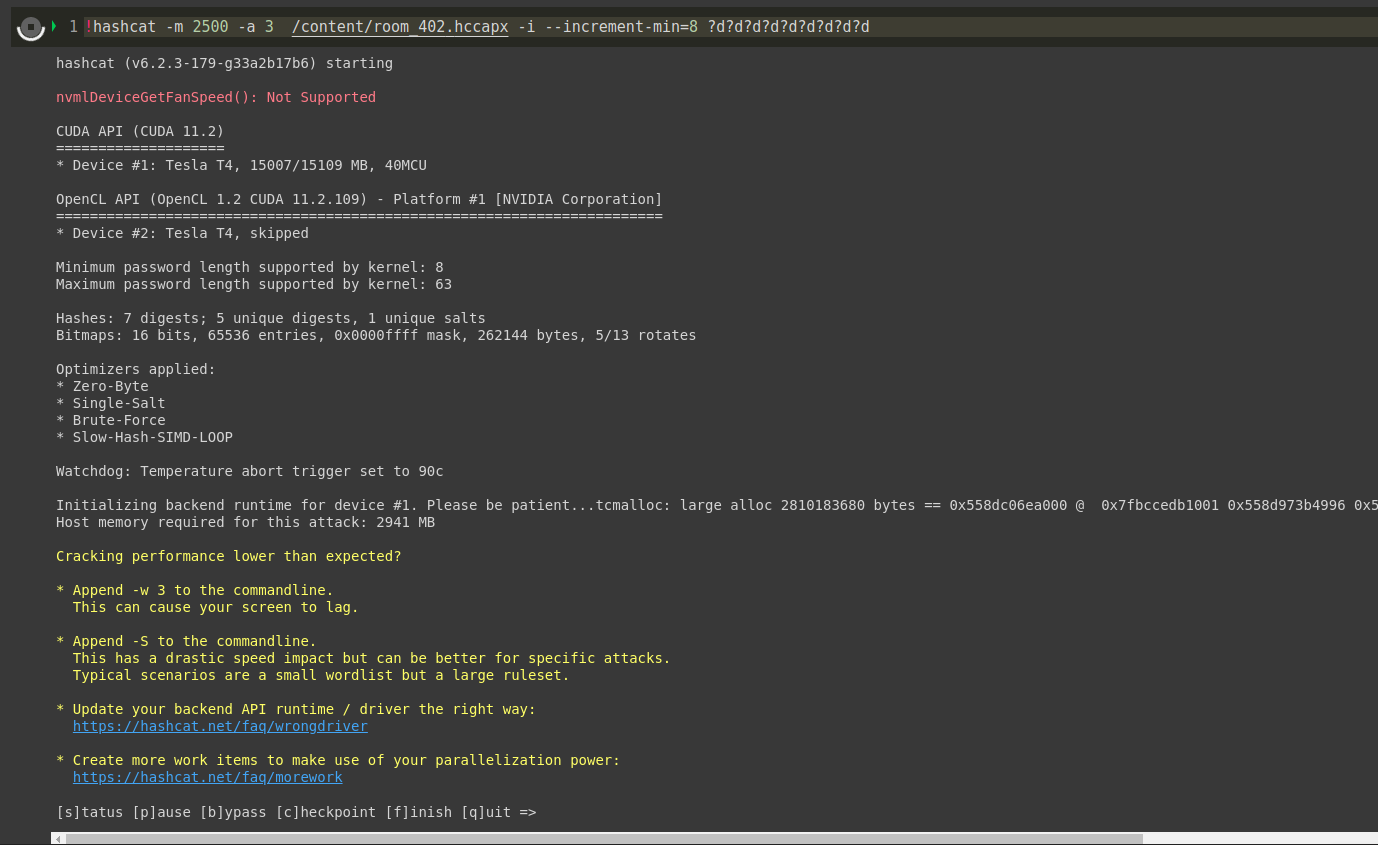 1 !hashcat -m 2500 -a 3  /content/room_402.hccapx -i --increment-min=8 ?d?d?d?d?d?d?d?d?d
hashcat (v6.2.3-179-g33a2b17b6) starting
nvmlDeviceGetFanSpeed(): Not Supported
CUDA API (CUDA 11.2)
====================
* Device #1: Tesla T4, 15007/15109 MB, 40MCU
OpenCL API (OpenCL 1.2 CUDA 11.2.109) - Platform #1 [NVIDIA Corporation]
========================================================================
* Device #2: Tesla T4, skipped
Minimum password length supported by kernel: 8
Maximum password length supported by kernel: 63
Hashes: 7 digests; 5 unique digests, 1 unique salts
Bitmaps: 16 bits, 65536 entries, 0x0000ffff mask, 262144 bytes, 5/13 rotates
Optimizers applied:
* Zero-Byte
* Single-Salt
* Brute-Force
* Slow-Hash-SIMD-LOOP
Watchdog: Temperature abort trigger set to 90c
Initializing backend runtime for device #1. Please be patient...tcmalloc: large alloc 2810183680 bytes == 0x558dc06ea000 @  0x7fbccedb1001 0x558d973b4996 0x5
Host memory required for this attack: 2941 MB
Cracking performance lower than expected?
* Append -w 3 to the commandline.
This can cause your screen to lag.
* Append -S to the commandline.
This has a drastic speed impact but can be better for specific attacks.
Typical scenarios are a small wordlist but a large ruleset.
* Update your backend API runtime / driver the right way:
https://hashcat.net/faq/wrongdriver
* Create more work items to make use of your parallelization power:
https://hashcat.net/faq/morework
[s]tatus [p]ause [b]ypass [c]heckpoint [f]inish [q]uit =>